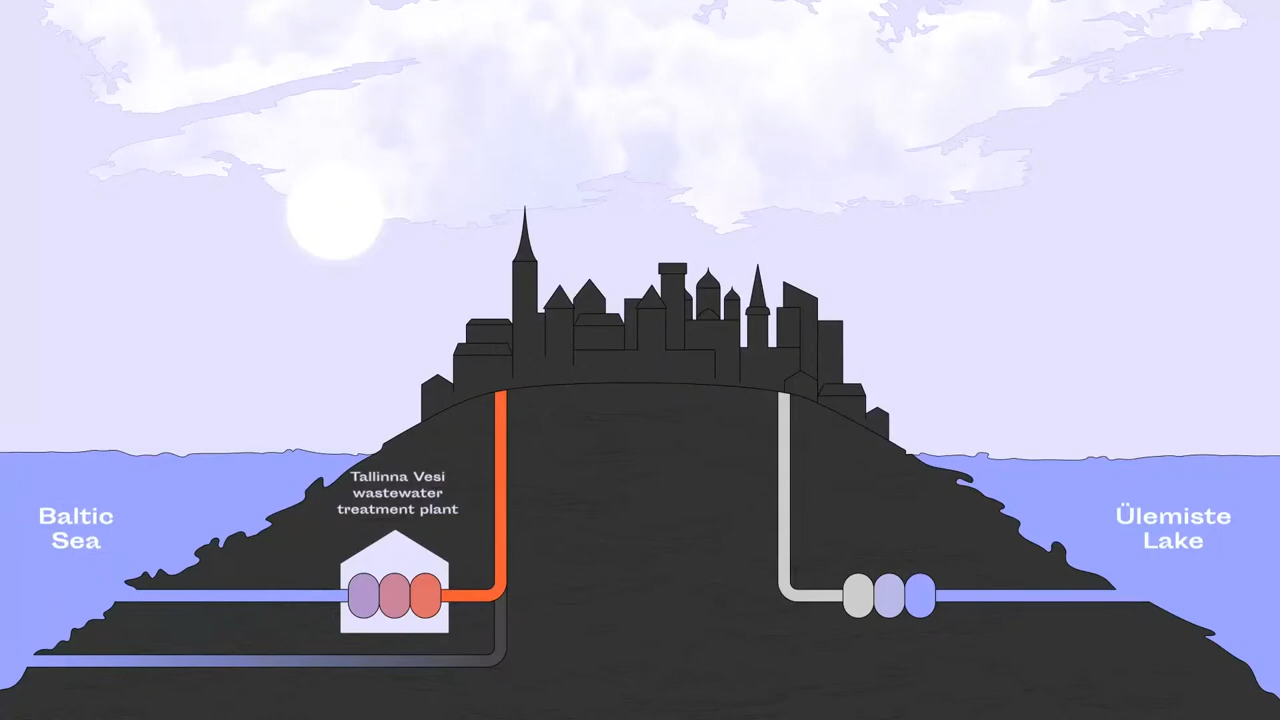 Tallinna Vesi
wastewater
treatment plant
Baltic
Sea
Ülemiste
Lake